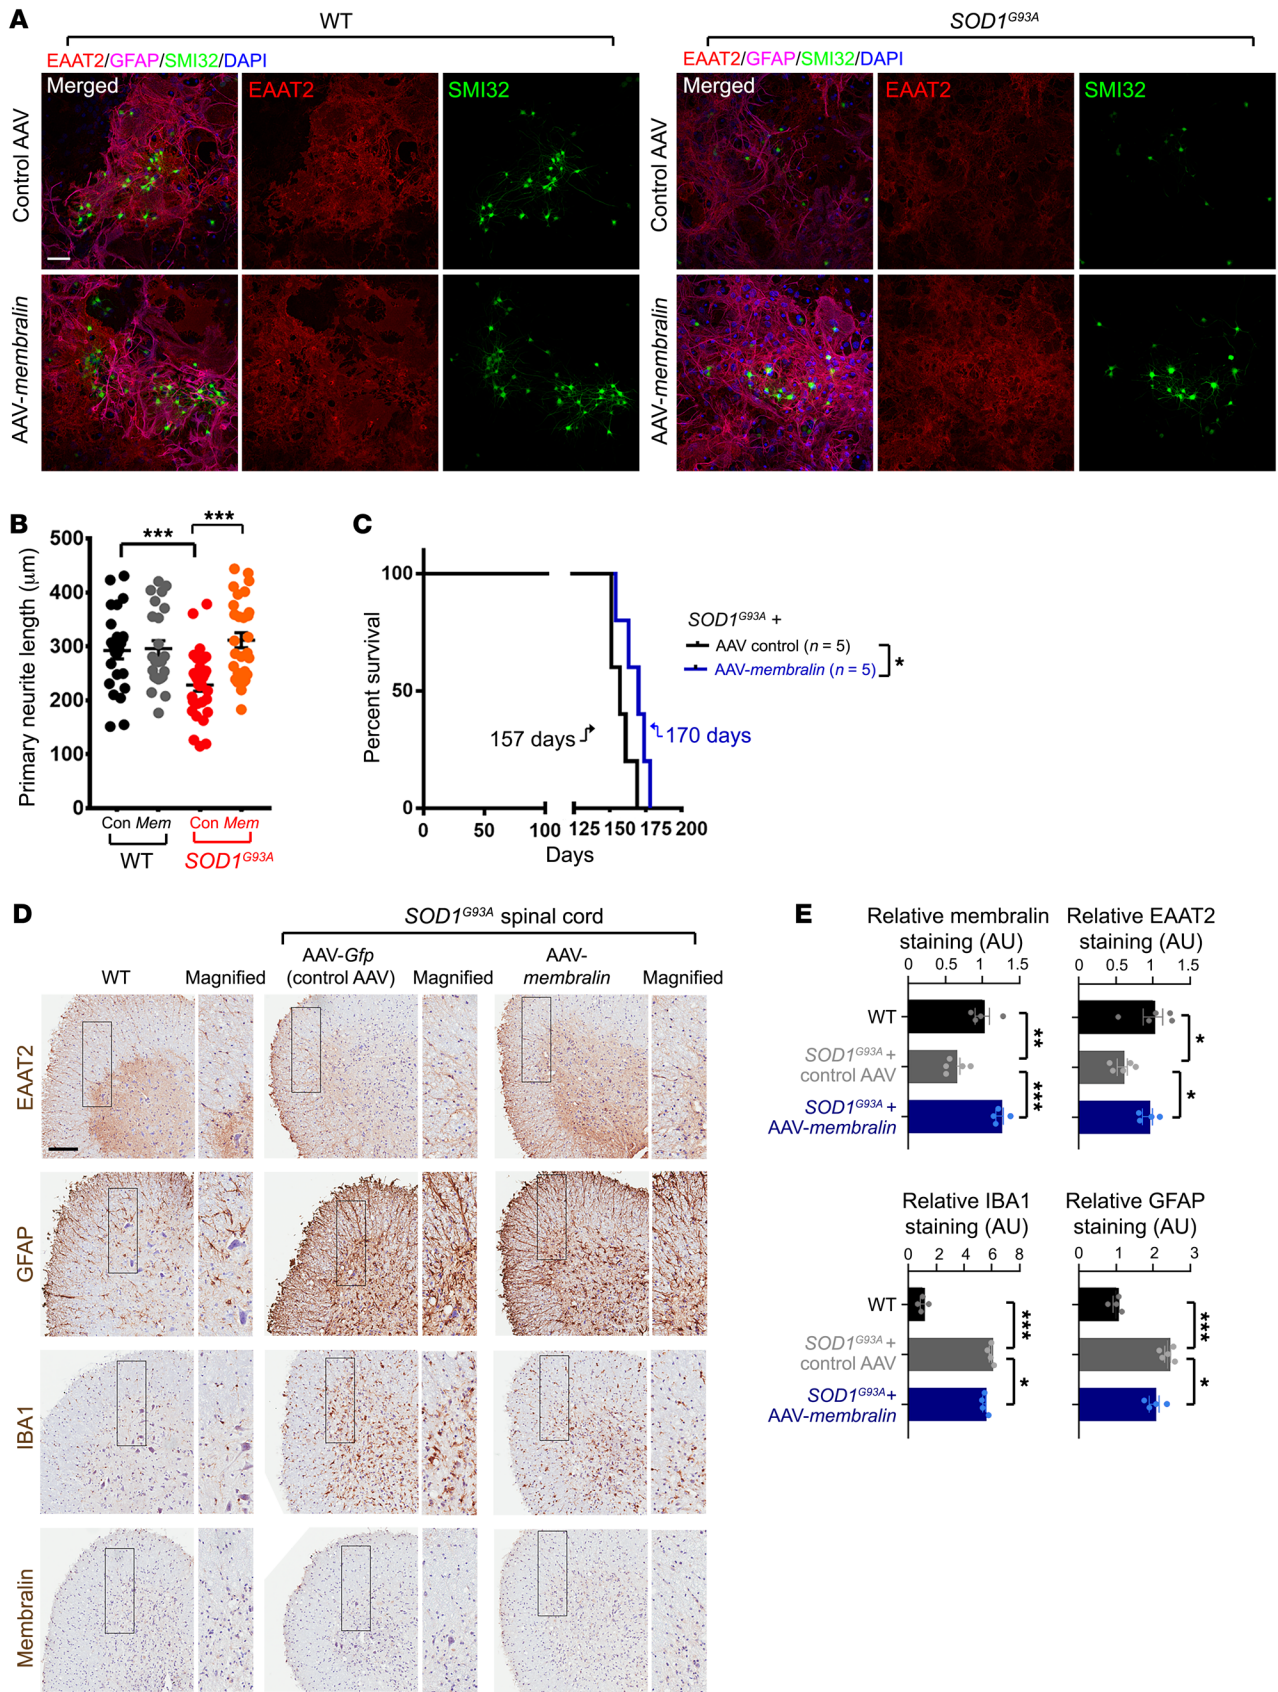 A
WT
SOD1G93A
EAAT2/GFAP/SMI32/DAPI
EAAT2/GFAP/SMI32/DAPI
Merged
EAAT2
SMI32
Merged
EAAT2
SMI32
Control AAV
Control AAV
AAV-membralin
AAV-membralin
B
Primary neurite length (μm)
500
400
300
200
100
0
***
***
Con Mem
Con Mem
WT
SOD1G93A
C
Percent survival
100
50
0
0
50
100
125
150
175
200
Days
157 days
170 days
SOD1G93A +
AAV control (n = 5)
AAV-membralin (n = 5)
*
D
SOD1G93A spinal cord
WT
Magnified
AAV-Gfp
(control AAV)
Magnified
AAV-
membralin
Magnified
EAAT2
GFAP
IBA1
Membralin
E
Relative membralin
staining (AU)
0
0.5
1
1.5
WT
SOD1G93A +
control AAV
SOD1G93A +
AAV-membralin
**
***
Relative EAAT2
staining (AU)
0
0.5
1
1.5
*
*
Relative IBA1
staining (AU)
0
2
4
6
8
WT
SOD1G93A +
control AAV
SOD1G93A +
AAV-membralin
***
*
Relative GFAP
staining (AU)
0
1
2
3
***
*